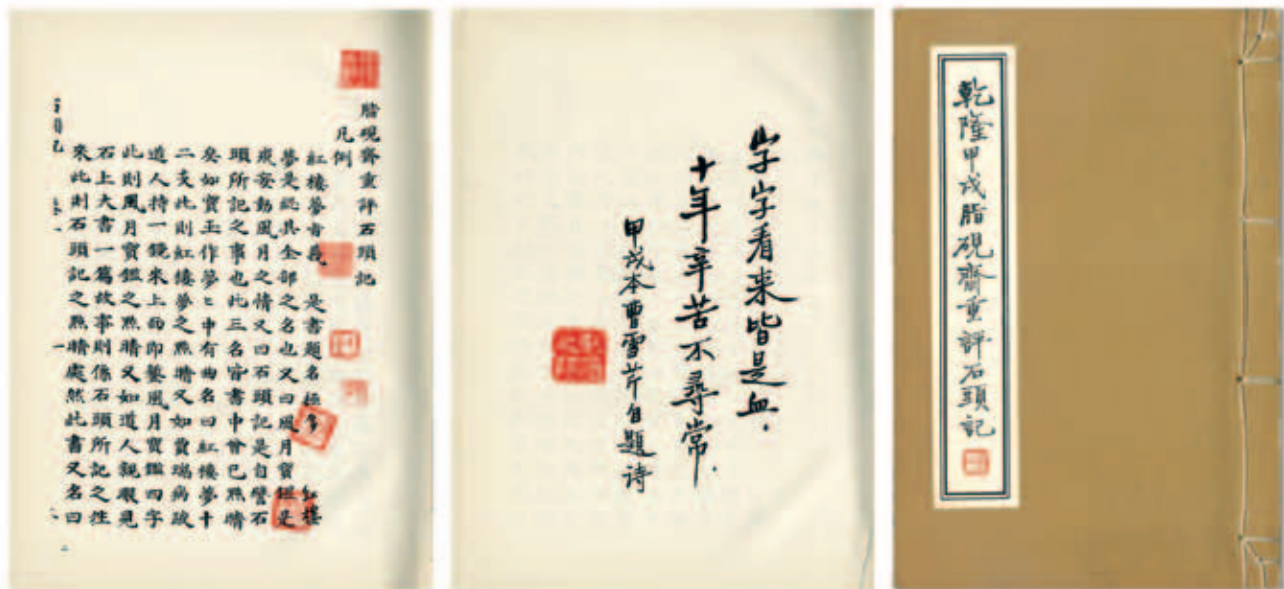 脂硯齋重評石頭記
凡例
紅樓夢旨義 是書題名極多 紅樓
夢是總其全部之名也又曰風月寶鑑是
戒妄動風月之情又曰石頭記是自譬石
頭所記之事也此三名皆書中曾已點睛
矣如寶玉作夢〻中有曲名曰紅樓夢十
二支此則紅樓夢之點睛又如賈瑞病跛
道人持一鏡來上面即鏨風月寶鑑四字
此則風月寶鑑之點睛又如道人親眼見
石上大書一篇故事則係石頭所記之往
來此則石頭記之點睛處然此書又名曰
字字看来皆是血.
十年辛苦不尋常.
甲戌本曹雪芹自題诗
乾隆甲戌脂硯齋重評石頭記